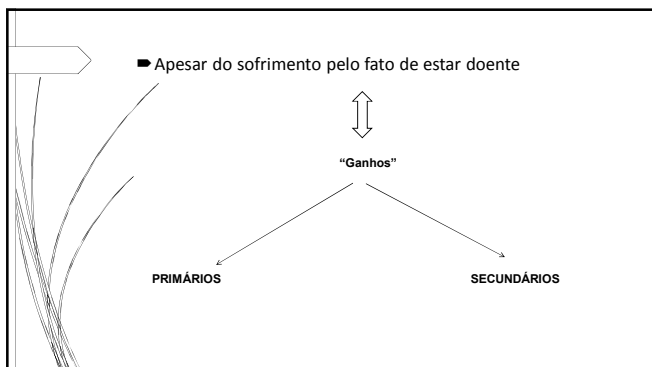 Apesar do sofrimento pelo fato de estar doente
“Ganhos”
PRIMÁRIOS
SECUNDÁRIOS